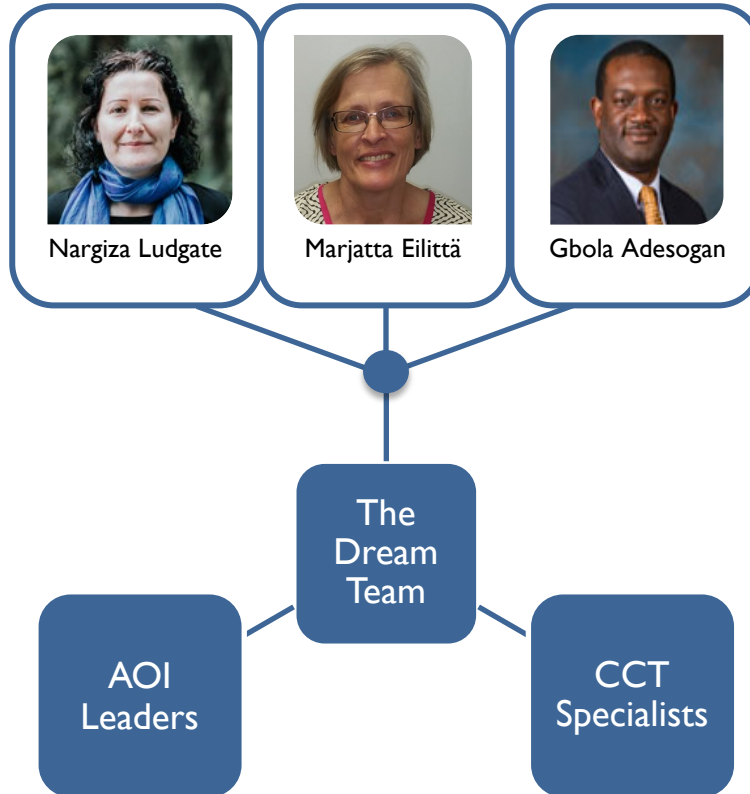 Nargiza Ludgate
Marjatta Eilittä
Gbola Adesogan
The
Dream
Team
AOI
Leaders
CCT
Specialists